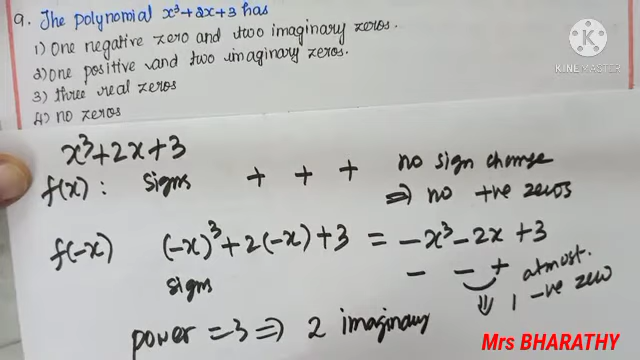 9. The polynomial x³+2x+3 has
1) One negative zero and two imaginary zeros.
2) one positive and two imaginary zeros.
3) three real zeros
4) no zeros
KINEMASTER
x³+2x+3
f(x): signs + + + no sign change
⇒ no +ve zeros
f(-x) (-x)³+2(-x)+3 = -x³-2x+3
signs - - + atmost.
⇓ 1 -ve zero
power = 3 ⇒ 2 imaginary
Mrs BHARATHY